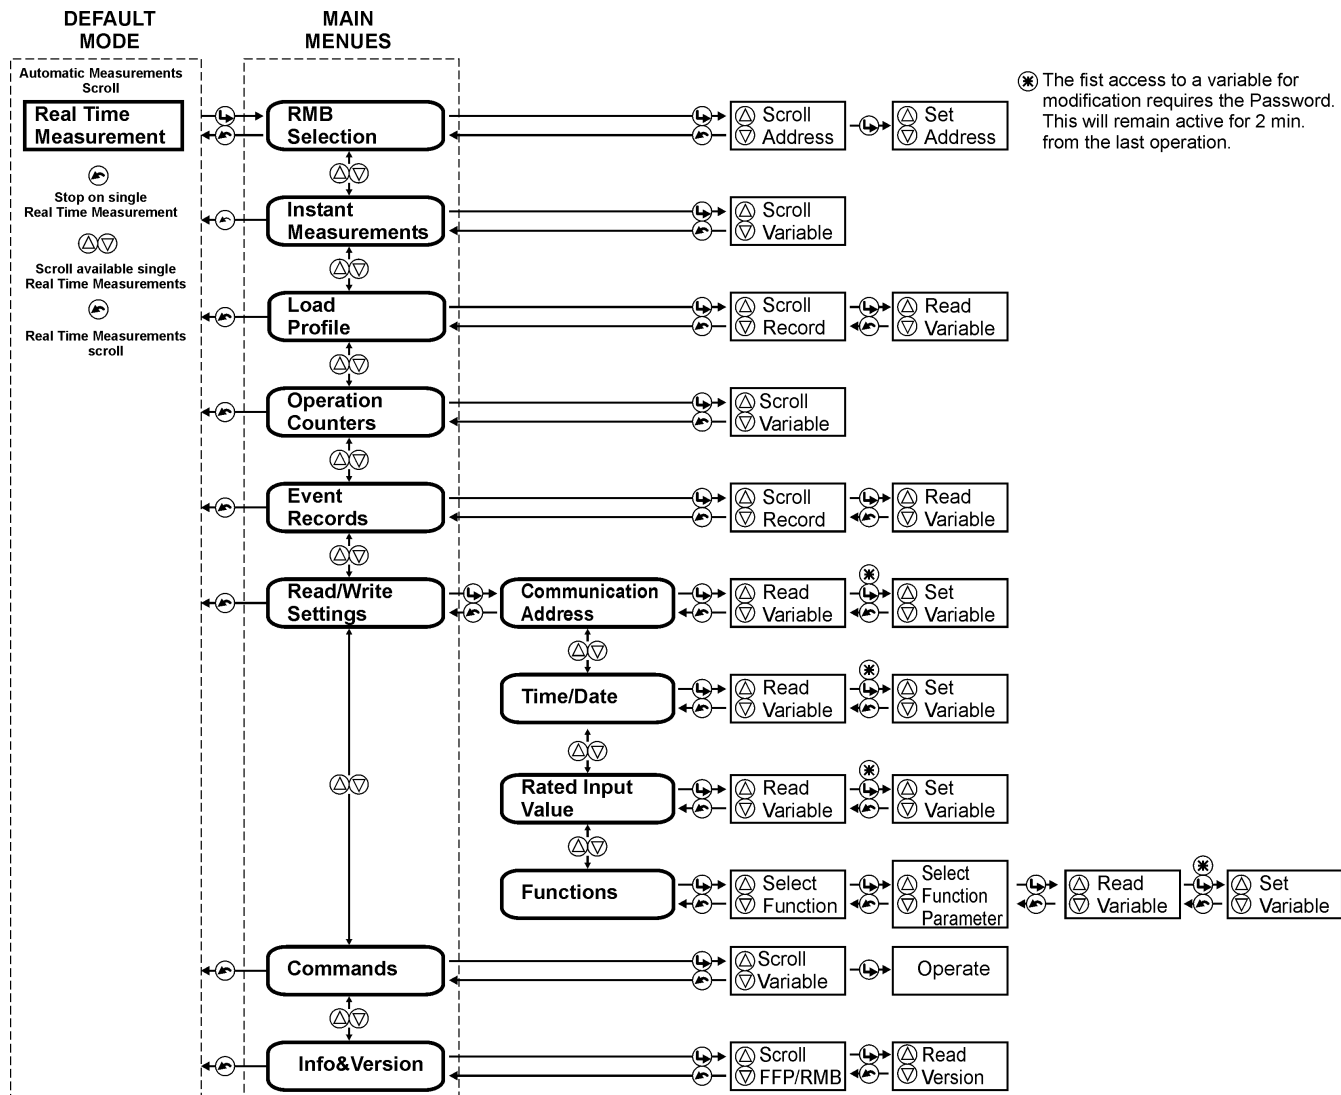 DEFAULT
MODE
MAIN
MENUES
Automatic Measurements
Scroll
Real Time
Measurement
Stop on single
Real Time Measurement
Scroll available single
Real Time Measurements
Real Time Measurements
scroll
The fist access to a variable for
modification requires the Password.
This will remain active for 2 min.
from the last operation.
RMB
Selection
Scroll
Address
Set
Address
Instant
Measurements
Scroll
Variable
Load
Profile
Scroll
Record
Read
Variable
Operation
Counters
Scroll
Variable
Event
Records
Scroll
Record
Read
Variable
Read/Write
Settings
Communication
Address
Read
Variable
Set
Variable
Time/Date
Read
Variable
Set
Variable
Rated Input
Value
Read
Variable
Set
Variable
Functions
Select
Function
Select
Function
Parameter
Read
Variable
Set
Variable
Commands
Scroll
Variable
Operate
Info&Version
Scroll
FFP/RMB
Read
Version